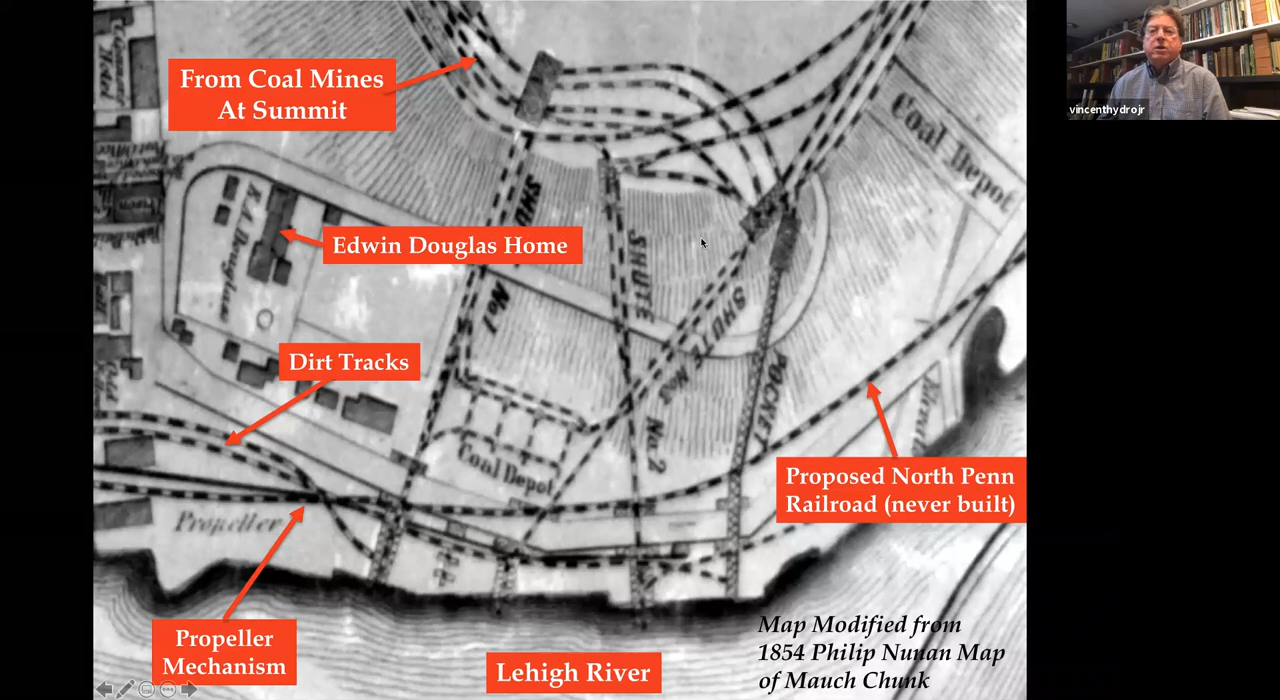 From Coal Mines
At Summit
vincenthydrojr
Coal Depot
SHU
Edwin Douglas Home
E.A. Douglas
SHUTE
SHUTE
No.1
Dirt Tracks
POCKET
No.2
Coal Depot
Proposed North Penn
Railroad (never built)
Propeller
Propeller
Mechanism
Lehigh River
Map Modified from
1854 Philip Nunan Map
of Mauch Chunk